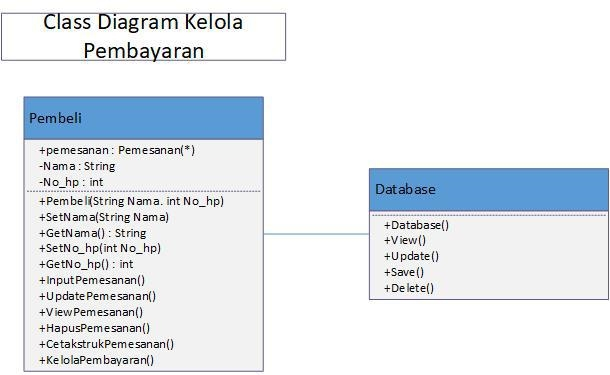 Class Diagram Kelola
Pembayaran
Pembeli
+pemesanan : Pemesanan(*)
-Nama : String
-No_hp : int
+Pembeli(String Nama. int No_hp)
+SetNama(String Nama)
+GetNama() : String
+SetNo_hp(int No_hp)
+GetNo_hp() : int
+InputPemesanan()
+UpdatePemesanan()
+ViewPemesanan()
+HapusPemesanan()
+CetakstrukPemesanan()
+KelolaPembayaran()
Database
+Database()
+View()
+Update()
+Save()
+Delete()